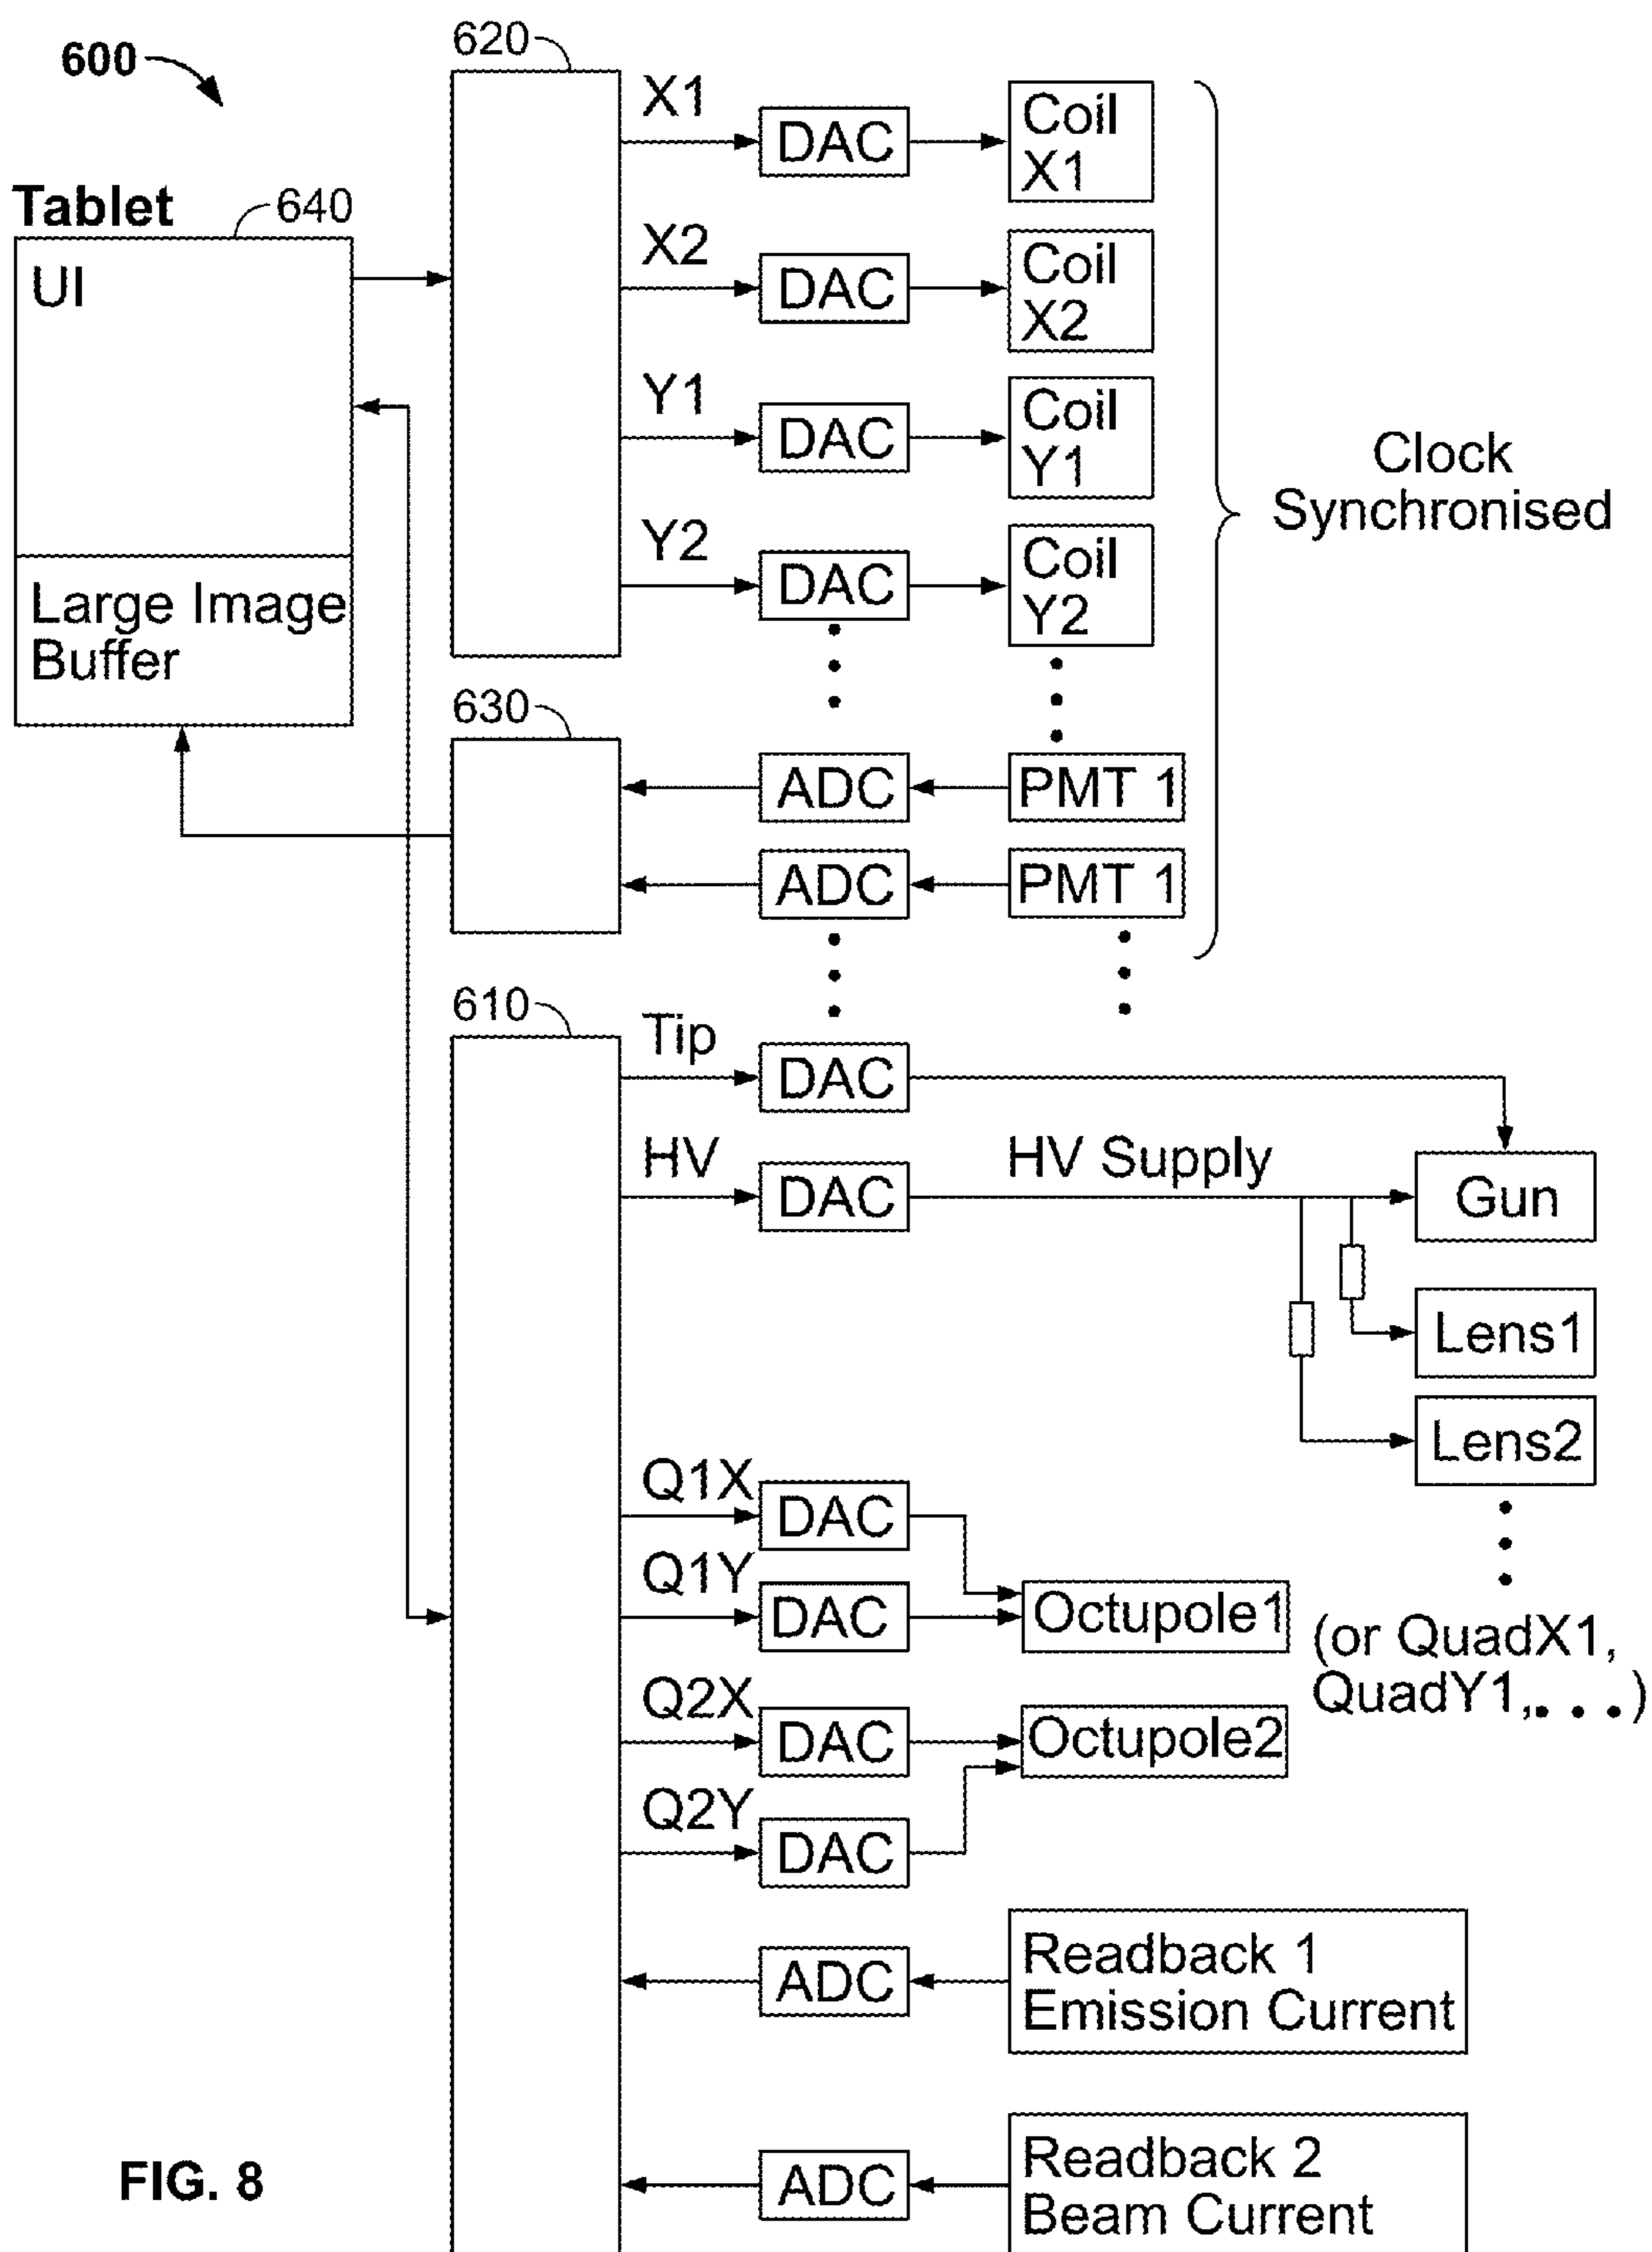 600
620
X1
DAC
Coil
X1
Tablet
640
UI
X2
DAC
Coil
X2
Y1
DAC
Coil
Y1
Clock
Synchronised
Y2
DAC
Coil
Y2
Large Image
Buffer
630
ADC
PMT 1
ADC
PMT 1
610
Tip
DAC
HV
DAC
HV Supply
Gun
Lens1
Lens2
Q1X
DAC
Q1Y
DAC
Octupole1
(or QuadX1,
QuadY1,...)
Q2X
DAC
Octupole2
Q2Y
DAC
ADC
Readback 1
Emission Current
ADC
Readback 2
Beam Current
FIG. 8